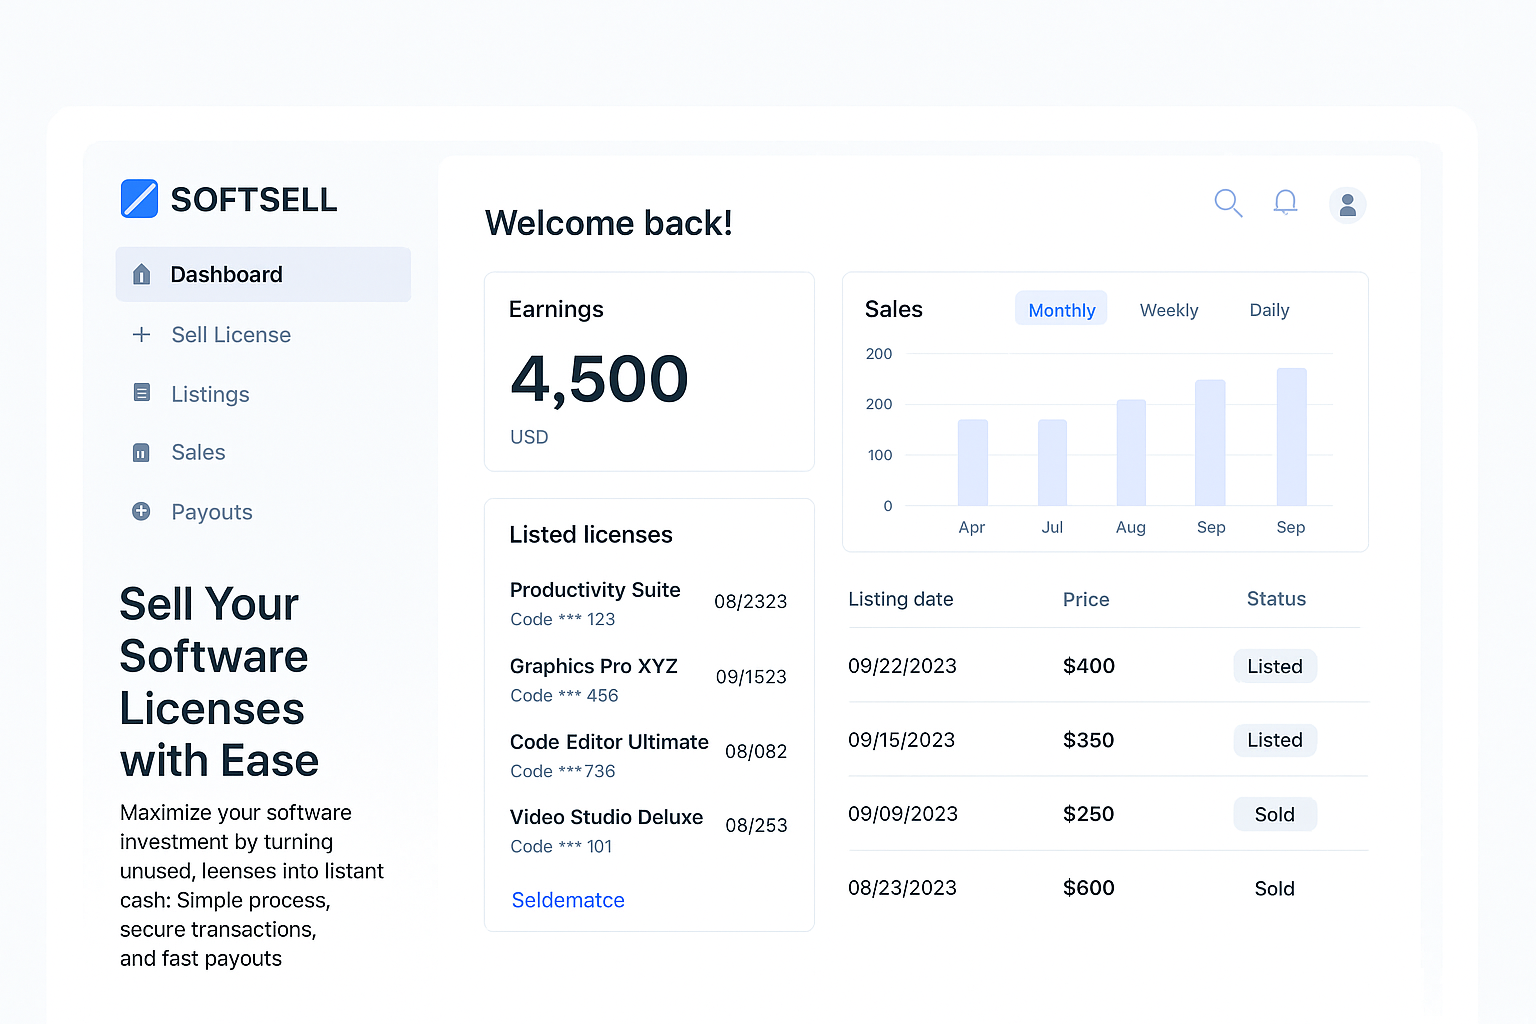 SOFTSELL
Dashboard
Sell License
Listings
Sales
Payouts
Sell Your
Software
Licenses
with Ease
Maximize your software
investment by turning
unused, leenses into listant
cash: Simple process,
secure transactions,
and fast payouts
Welcome back!
Earnings
4,500
USD
Listed licenses
Productivity Suite
Code *** 123
08/2323
Graphics Pro XYZ
Code *** 456
09/1523
Code Editor Ultimate
Code ***736
08/082
Video Studio Deluxe
Code *** 101
08/253
Seldematce
Sales Monthly Weekly Daily
200
200
100
0
Apr Jul Aug Sep Sep
Listing date Price Status
09/22/2023 $400 Listed
09/15/2023 $350 Listed
09/09/2023 $250 Sold
08/23/2023 $600 Sold